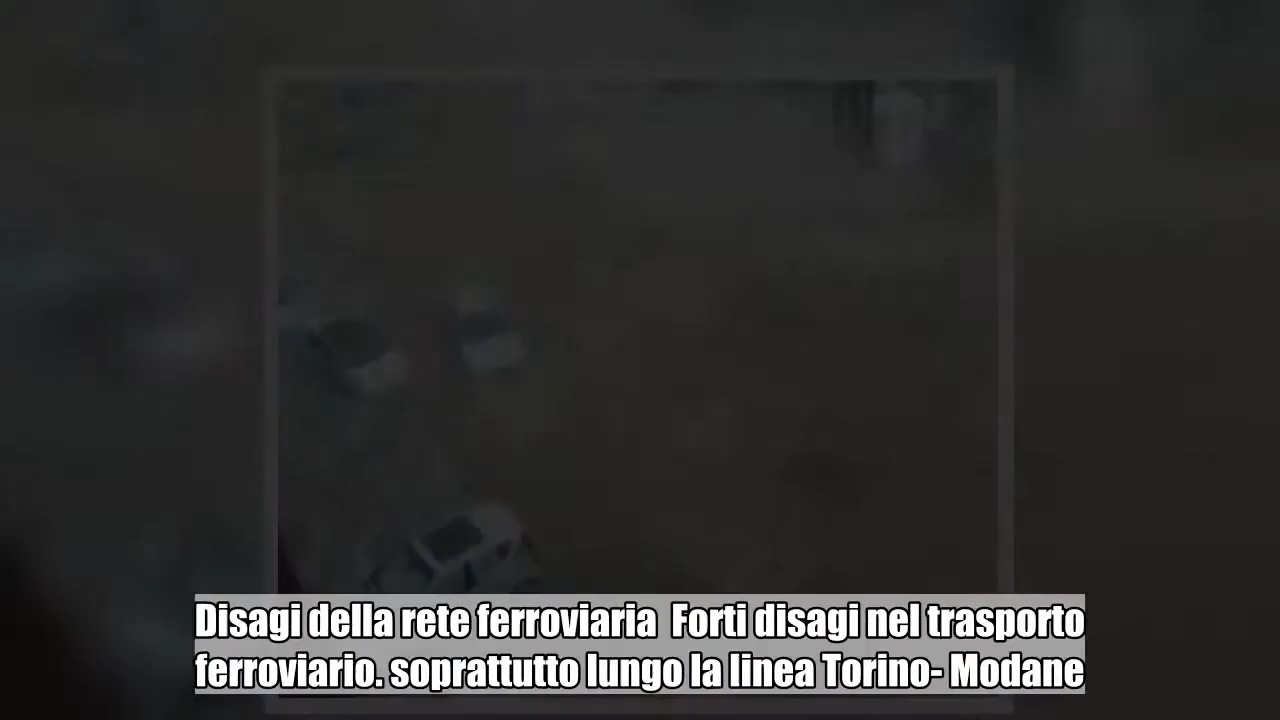 Disagi della rete ferroviaria  Forti disagi nel trasporto
ferroviario. soprattutto lungo la linea Torino- Modane